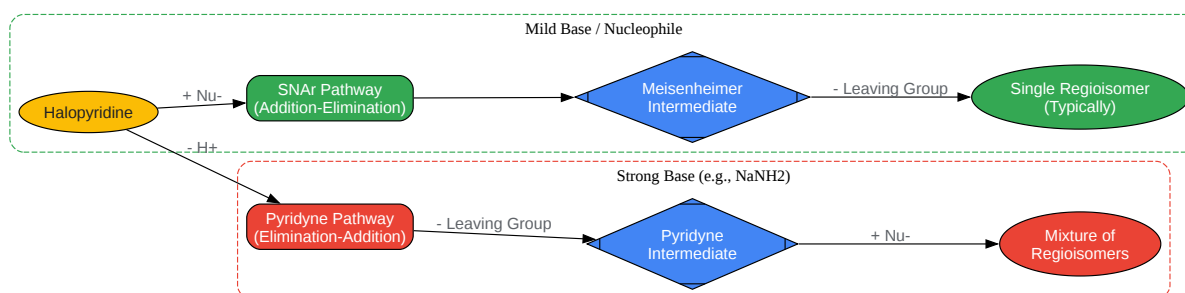 Mild Base / Nucleophile
Halopyridine
+ Nu-
SNAr Pathway
(Addition-Elimination)
Meisenheimer
Intermediate
- Leaving Group
Single Regioisomer
(Typically)
- H+
Strong Base (e.g., NaNH2)
Pyridyne Pathway
(Elimination-Addition)
- Leaving Group
Pyridyne
Intermediate
+ Nu-
Mixture of
Regioisomers